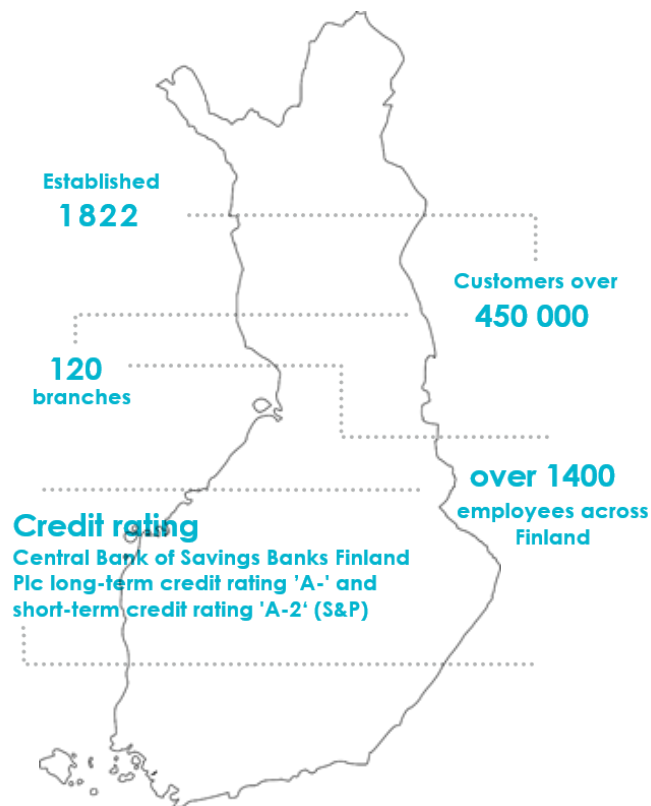 Established
1822
Customers over
450 000
120
branches
over 1400
employees across
Finland
Credit rating
Central Bank of Savings Banks Finland
Plc long-term credit rating 'A-' and
short-term credit rating 'A-2‘ (S&P)